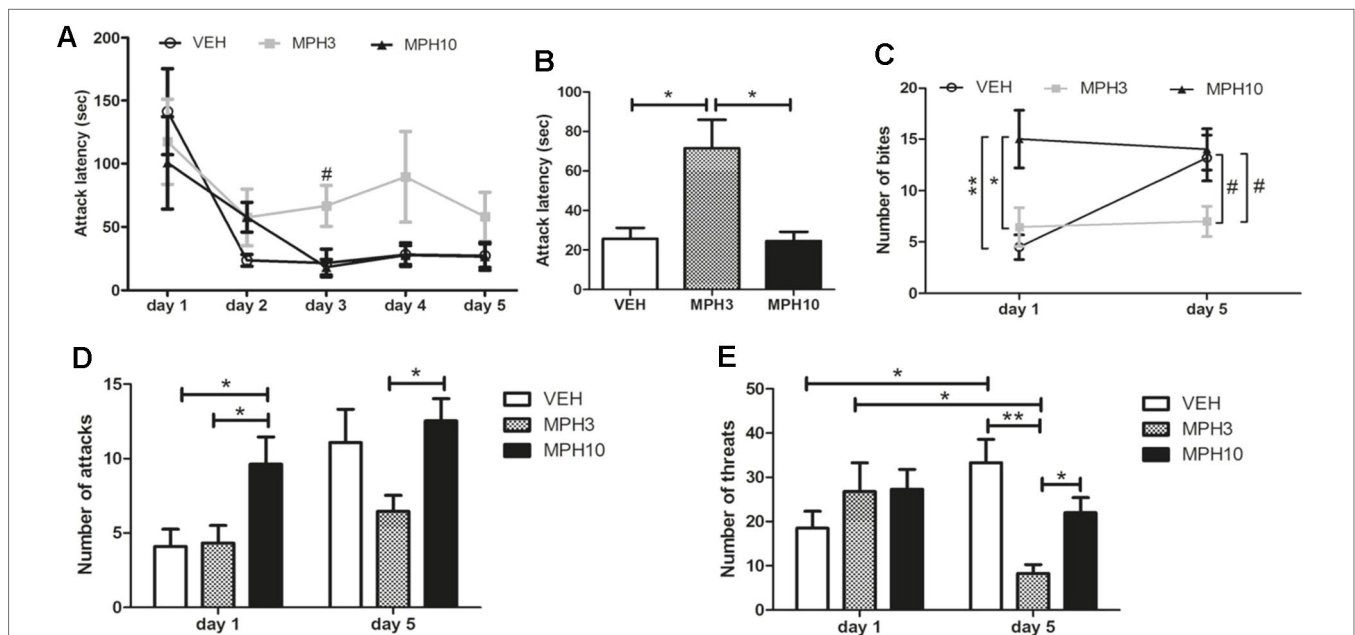 A
VEH MPH3 MPH10
Attack latency (sec)
200
150
100
50
0
#
day 1 day 2 day 3 day 4 day 5
B
Attack latency (sec)
100
80
60
40
20
0
* *
VEH MPH3 MPH10
C
VEH MPH3 MPH10
Number of bites
20
15
10
5
0
** * # #
day 1 day 5
D
Number of attacks
15
10
5
0
*
*
*
VEH
MPH3
MPH10
day 1 day 5
E
Number of threats
50
40
30
20
10
0
*
*
**
*
VEH
MPH3
MPH10
day 1 day 5